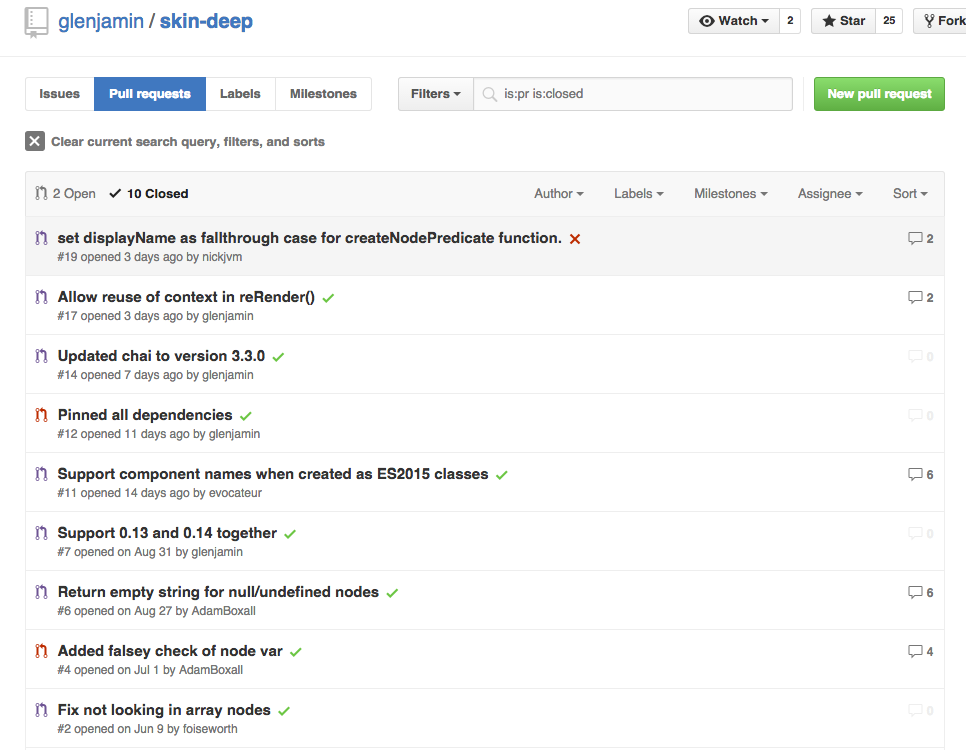 glenjamin / skin-deep
Watch 2 Star 25 Fork
Issues Pull requests Labels Milestones Filters is:pr is:closed New pull request
Clear current search query, filters, and sorts
2 Open 10 Closed Author Labels Milestones Assignee Sort
set displayName as fallthrough case for createNodePredicate function. 2
#19 opened 3 days ago by nickjvm
Allow reuse of context in reRender() 2
#17 opened 3 days ago by glenjamin
Updated chai to version 3.3.0 0
#14 opened 7 days ago by glenjamin
Pinned all dependencies 0
#12 opened 11 days ago by glenjamin
Support component names when created as ES2015 classes 6
#11 opened 14 days ago by evocateur
Support 0.13 and 0.14 together 0
#7 opened on Aug 31 by glenjamin
Return empty string for null/undefined nodes 6
#6 opened on Aug 27 by AdamBoxall
Added falsey check of node var 4
#4 opened on Jul 1 by AdamBoxall
Fix not looking in array nodes 0
#2 opened on Jun 9 by foiseworth